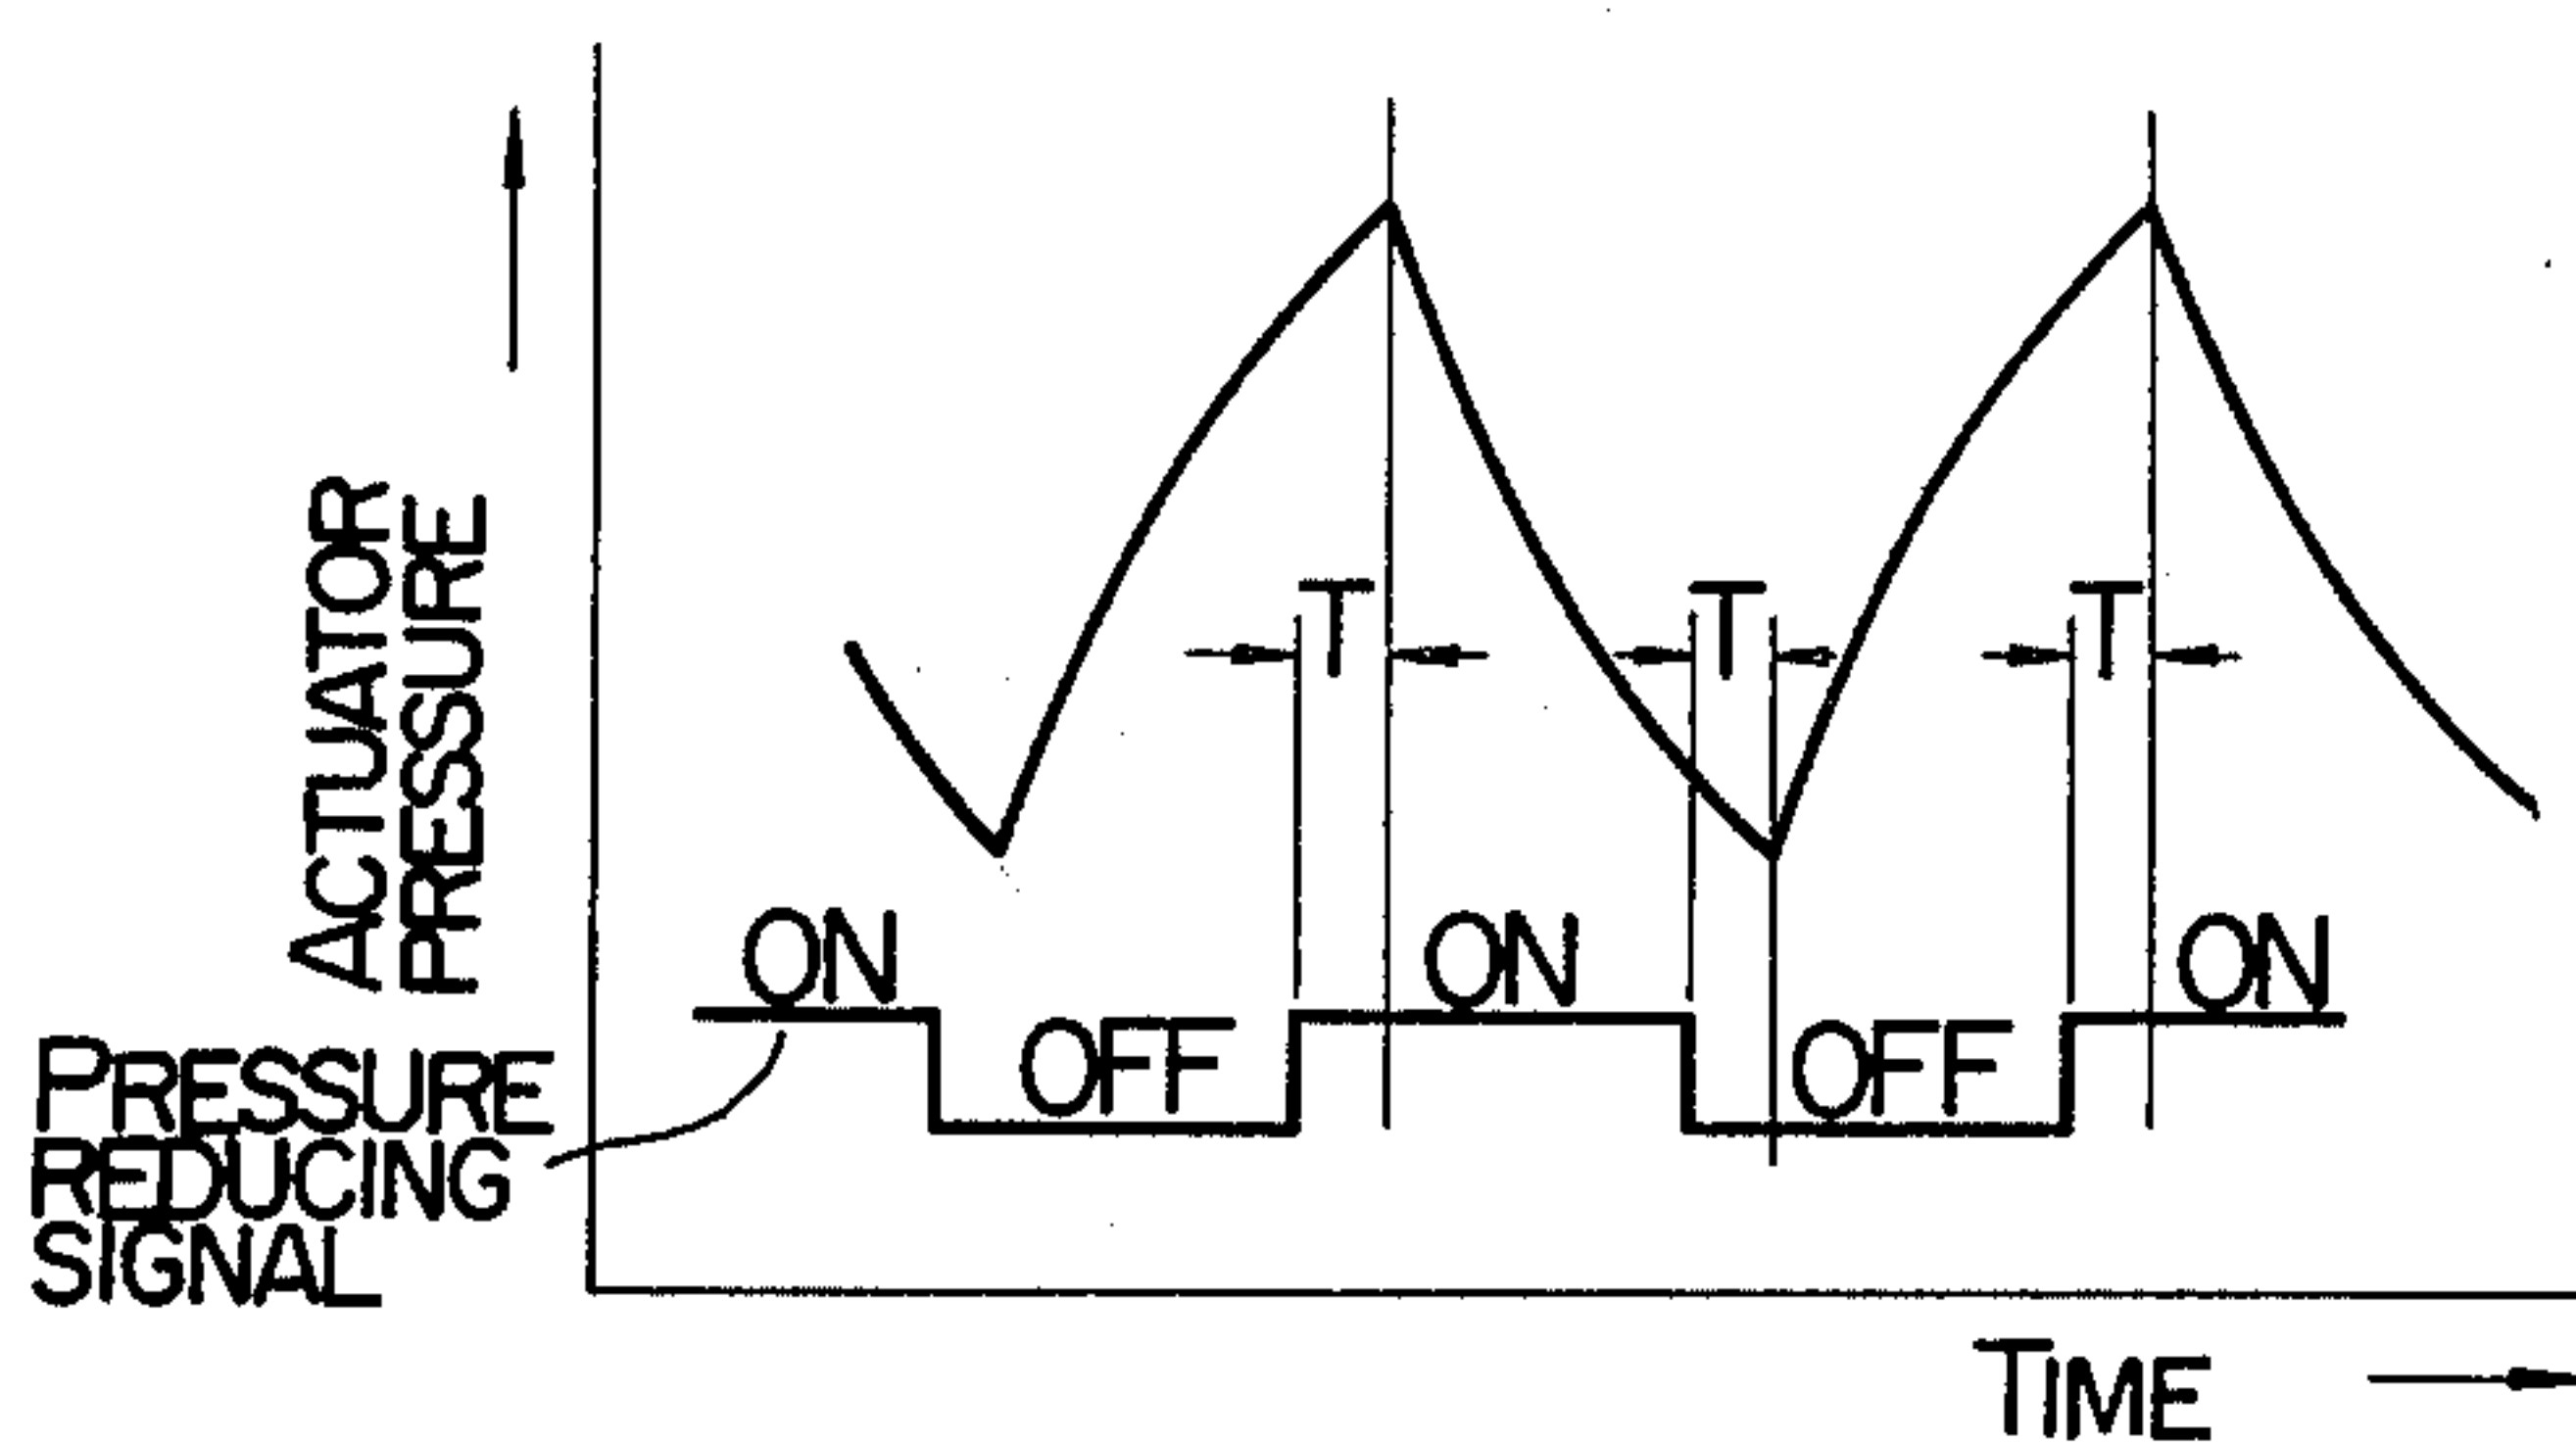 ACTUATOR
PRESSURE
T
T
T
ON
ON
ON
OFF
OFF
PRESSURE
REDUCING
SIGNAL
TIME